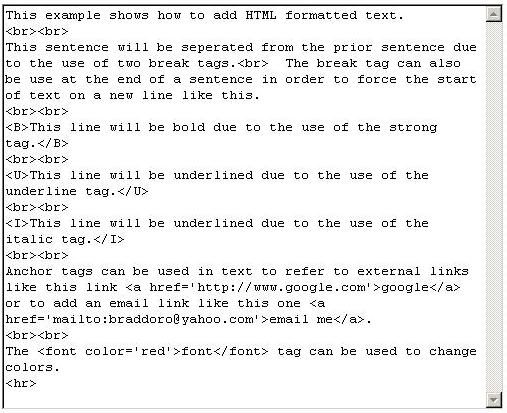 This example shows how to add HTML formatted text.
<br><br>
This sentence will be seperated from the prior sentence due
to the use of two break tags.<br>  The break tag can also
be use at the end of a sentence in order to force the start
of text on a new line like this.
<br><br>
<B>This line will be bold due to the use of the strong
tag.</B>
<br><br>
<U>This line will be underlined due to the use of the
underline tag.</U>
<br><br>
<I>This line will be underlined due to the use of the
italic tag.</I>
<br><br>
Anchor tags can be used in text to refer to external links
like this link <a href='http://www.google.com'>google</a>
or to add an email link like this one <a
href='mailto:braddoro@yahoo.com'>email me</a>.
<br><br>
The <font color='red'>font</font> tag can be used to change
colors.
<hr>